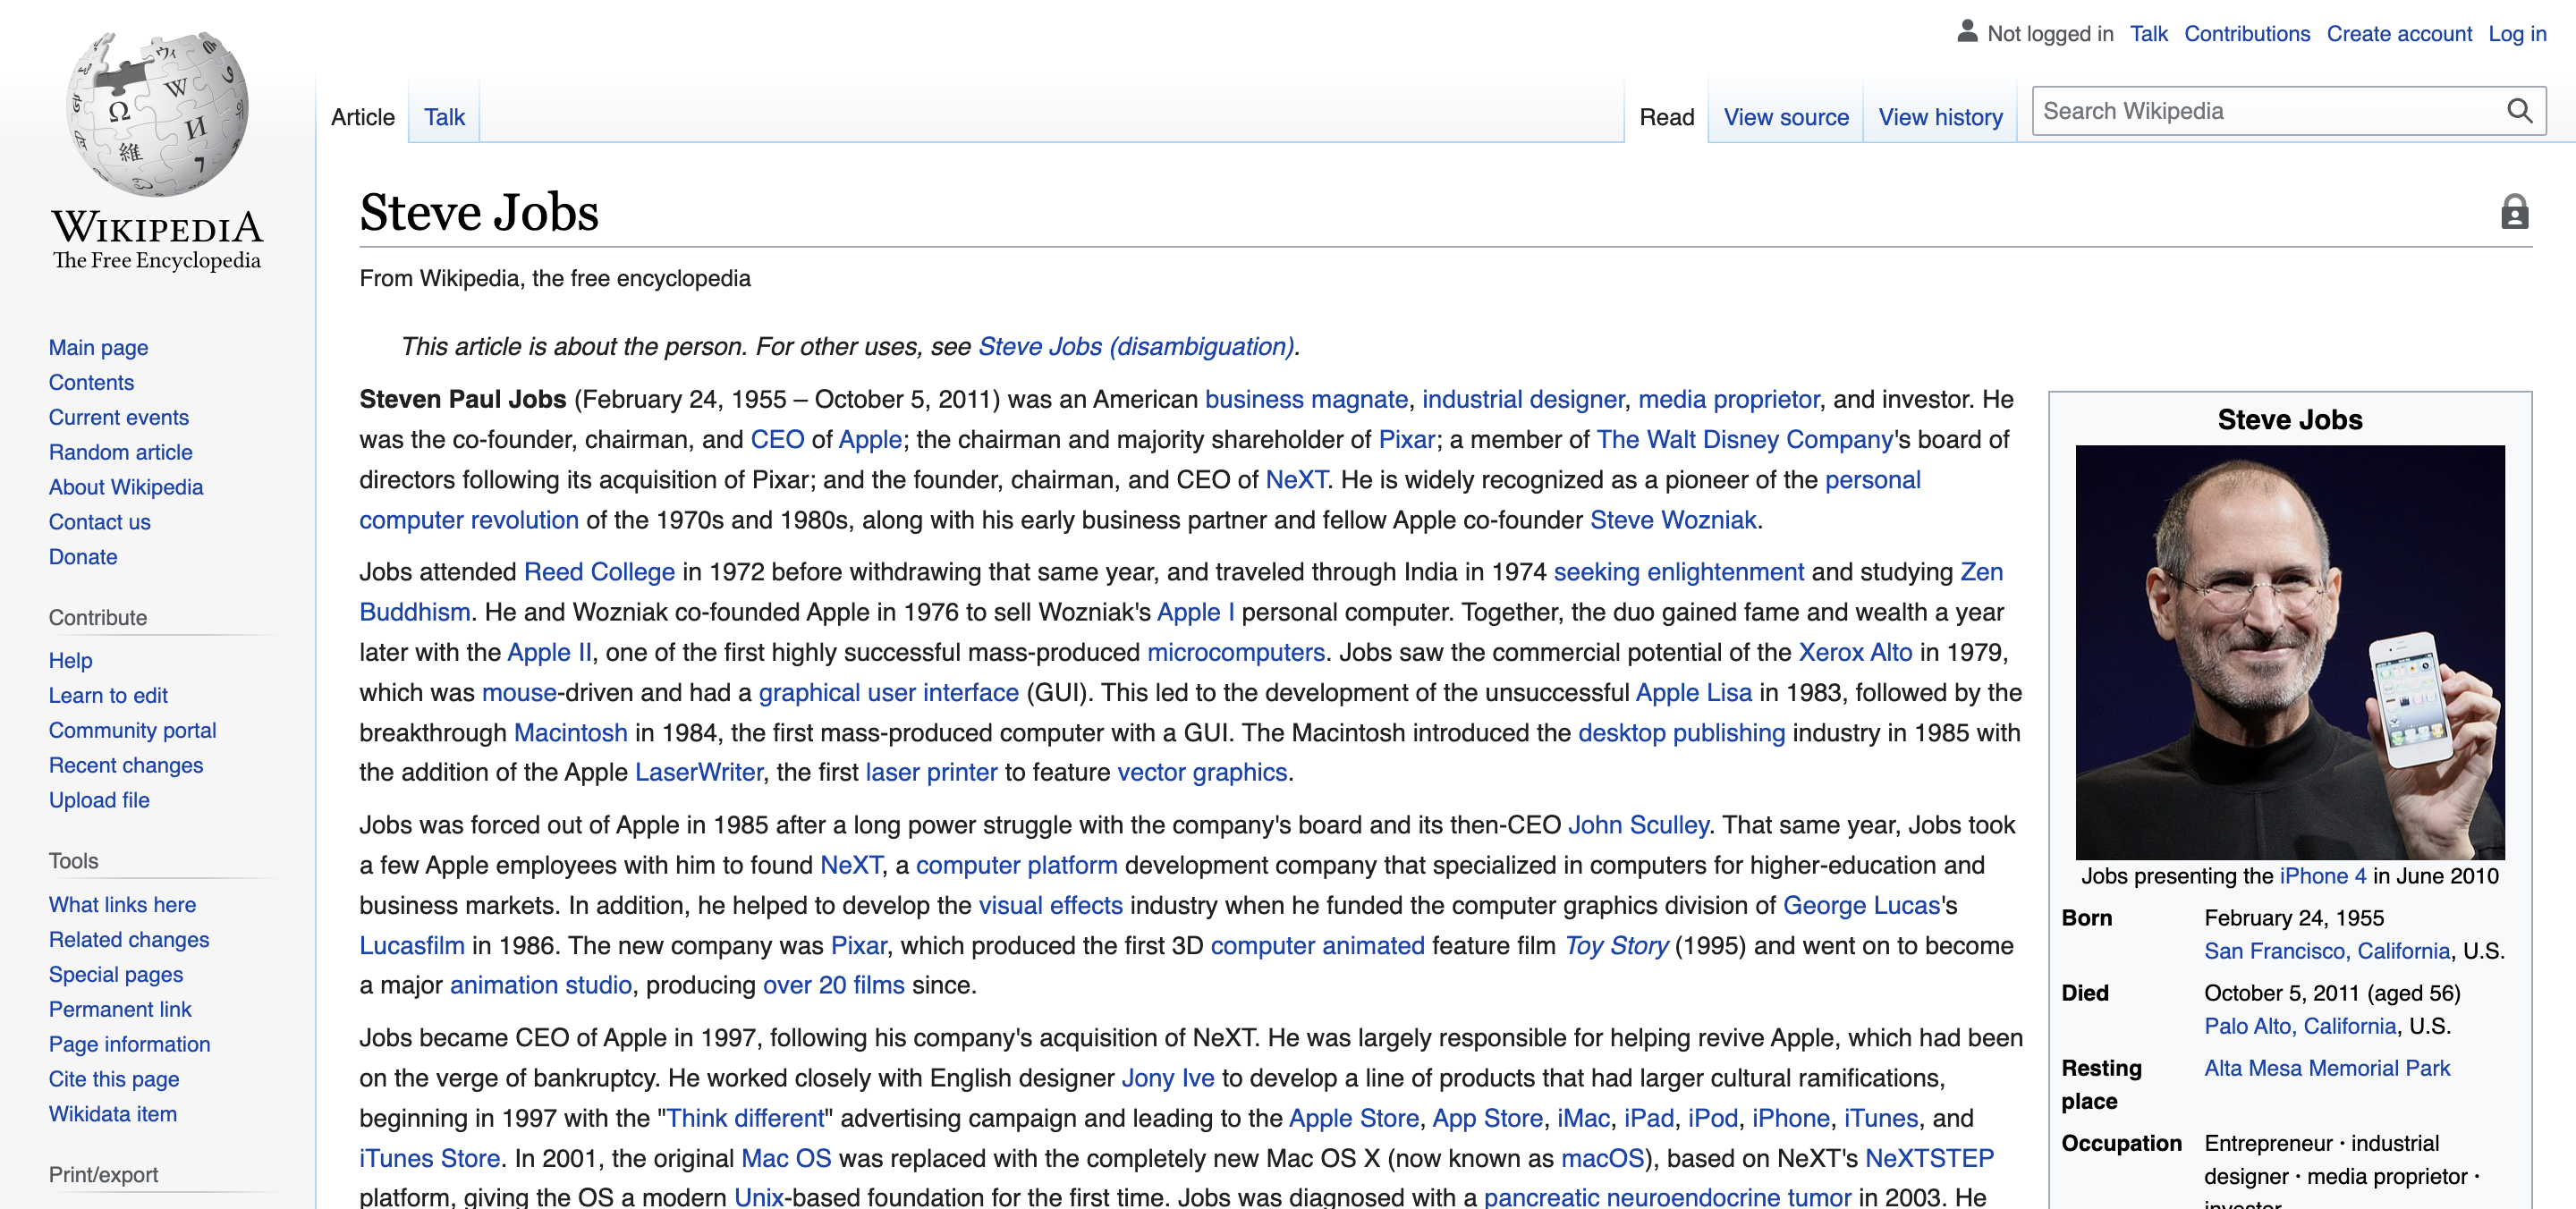 Not logged in Talk Contributions Create account Log in
Article Talk
Read View source View history Search Wikipedia
WIKIPEDIA
The Free Encyclopedia
Main page
Contents
Current events
Random article
About Wikipedia
Contact us
Donate
Contribute
Help
Learn to edit
Community portal
Recent changes
Upload file
Tools
What links here
Related changes
Special pages
Permanent link
Page information
Cite this page
Wikidata item
Print/export
Steve Jobs
From Wikipedia, the free encyclopedia
This article is about the person. For other uses, see Steve Jobs (disambiguation).
Steven Paul Jobs (February 24, 1955 – October 5, 2011) was an American business magnate, industrial designer, media proprietor, and investor. He
was the co-founder, chairman, and CEO of Apple; the chairman and majority shareholder of Pixar; a member of The Walt Disney Company's board of
directors following its acquisition of Pixar; and the founder, chairman, and CEO of NeXT. He is widely recognized as a pioneer of the personal
computer revolution of the 1970s and 1980s, along with his early business partner and fellow Apple co-founder Steve Wozniak.
Jobs attended Reed College in 1972 before withdrawing that same year, and traveled through India in 1974 seeking enlightenment and studying Zen
Buddhism. He and Wozniak co-founded Apple in 1976 to sell Wozniak's Apple I personal computer. Together, the duo gained fame and wealth a year
later with the Apple II, one of the first highly successful mass-produced microcomputers. Jobs saw the commercial potential of the Xerox Alto in 1979,
which was mouse-driven and had a graphical user interface (GUI). This led to the development of the unsuccessful Apple Lisa in 1983, followed by the
breakthrough Macintosh in 1984, the first mass-produced computer with a GUI. The Macintosh introduced the desktop publishing industry in 1985 with
the addition of the Apple LaserWriter, the first laser printer to feature vector graphics.
Jobs was forced out of Apple in 1985 after a long power struggle with the company's board and its then-CEO John Sculley. That same year, Jobs took
a few Apple employees with him to found NeXT, a computer platform development company that specialized in computers for higher-education and
business markets. In addition, he helped to develop the visual effects industry when he funded the computer graphics division of George Lucas's
Lucasfilm in 1986. The new company was Pixar, which produced the first 3D computer animated feature film Toy Story (1995) and went on to become
a major animation studio, producing over 20 films since.
Jobs became CEO of Apple in 1997, following his company's acquisition of NeXT. He was largely responsible for helping revive Apple, which had been
on the verge of bankruptcy. He worked closely with English designer Jony Ive to develop a line of products that had larger cultural ramifications,
beginning in 1997 with the "Think different" advertising campaign and leading to the Apple Store, App Store, iMac, iPad, iPod, iPhone, iTunes, and
iTunes Store. In 2001, the original Mac OS was replaced with the completely new Mac OS X (now known as macOS), based on NeXT's NeXTSTEP
platform, giving the OS a modern Unix-based foundation for the first time. Jobs was diagnosed with a pancreatic neuroendocrine tumor in 2003. He
Steve Jobs
Jobs presenting the iPhone 4 in June 2010
Born February 24, 1955
San Francisco, California, U.S.
Died October 5, 2011 (aged 56)
Palo Alto, California, U.S.
Resting place Alta Mesa Memorial Park
Occupation Entrepreneur · industrial
designer · media proprietor ·
investor